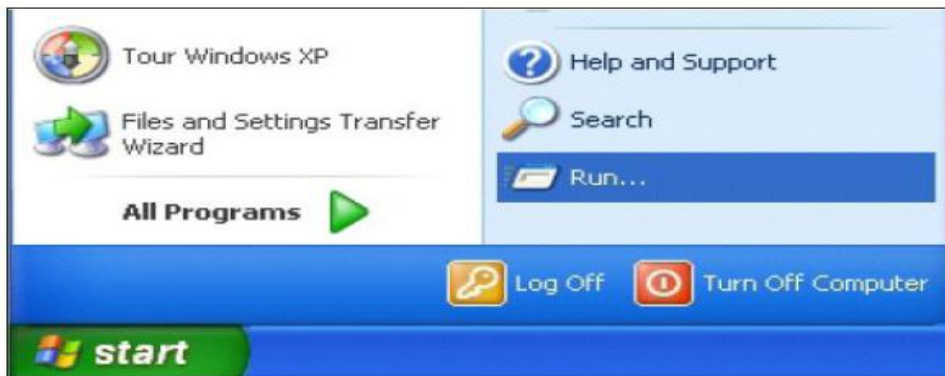 Tour Windows XP
Files and Settings Transfer
Wizard
All Programs
Help and Support
Search
Run...
Log Off
Turn Off Computer
start